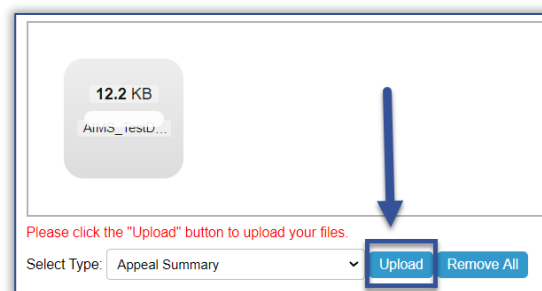 12.2 KB
AIMS_TestD...
Please click the "Upload" button to upload your files.
Select Type: Appeal Summary Upload Remove All